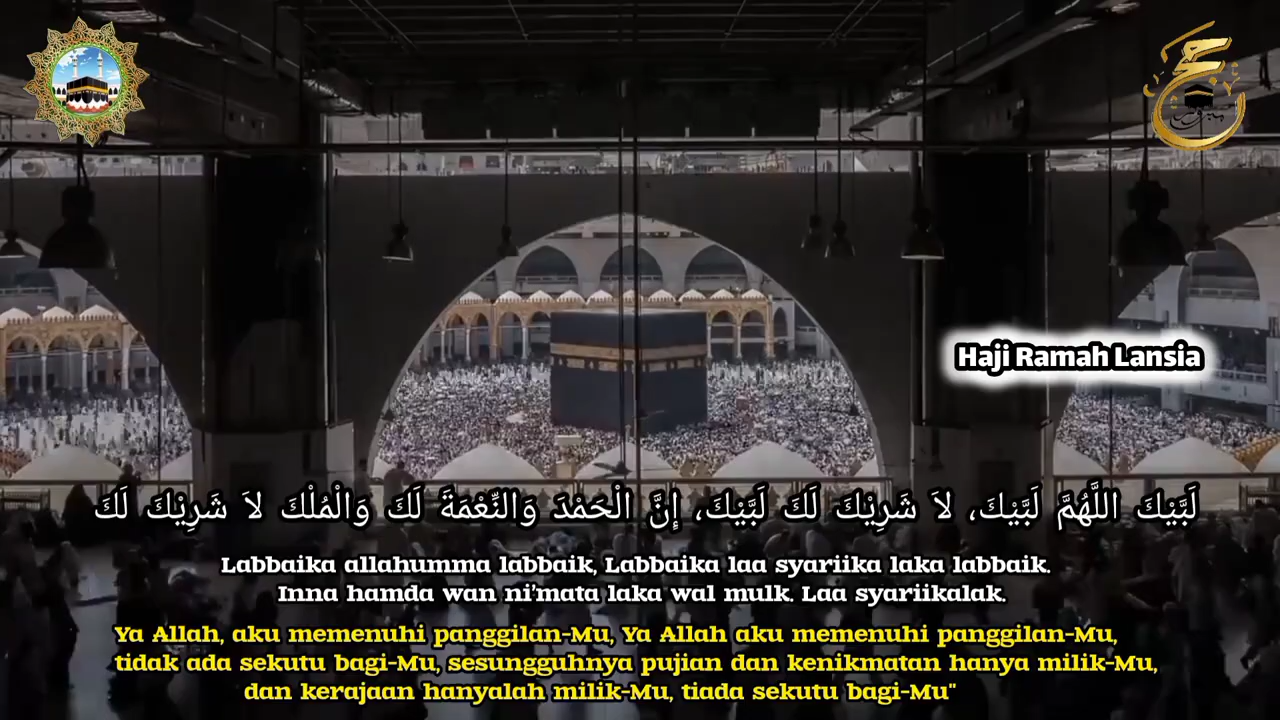 حج
Haji Ramah Lansia
لَبَّيْكَ اللَّهُمَّ لَبَّيْكَ، لاَ شَرِيْكَ لَكَ لَبَّيْكَ، إِنَّ الْحَمْدَ وَالنِّعْمَةَ لَكَ وَالْمُلْكَ لاَ شَرِيْكَ لَكَ
Labbaika allahumma labbaik, Labbaika laa syariika laka labbaik.
Inna hamda wan ni'mata laka wal mulk. Laa syariikalak.
Ya Allah, aku memenuhi panggilan-Mu, Ya Allah aku memenuhi panggilan-Mu,
tidak ada sekutu bagi-Mu, sesungguhnya pujian dan kenikmatan hanya milik-Mu,
dan kerajaan hanyalah milik-Mu, tiada sekutu bagi-Mu"